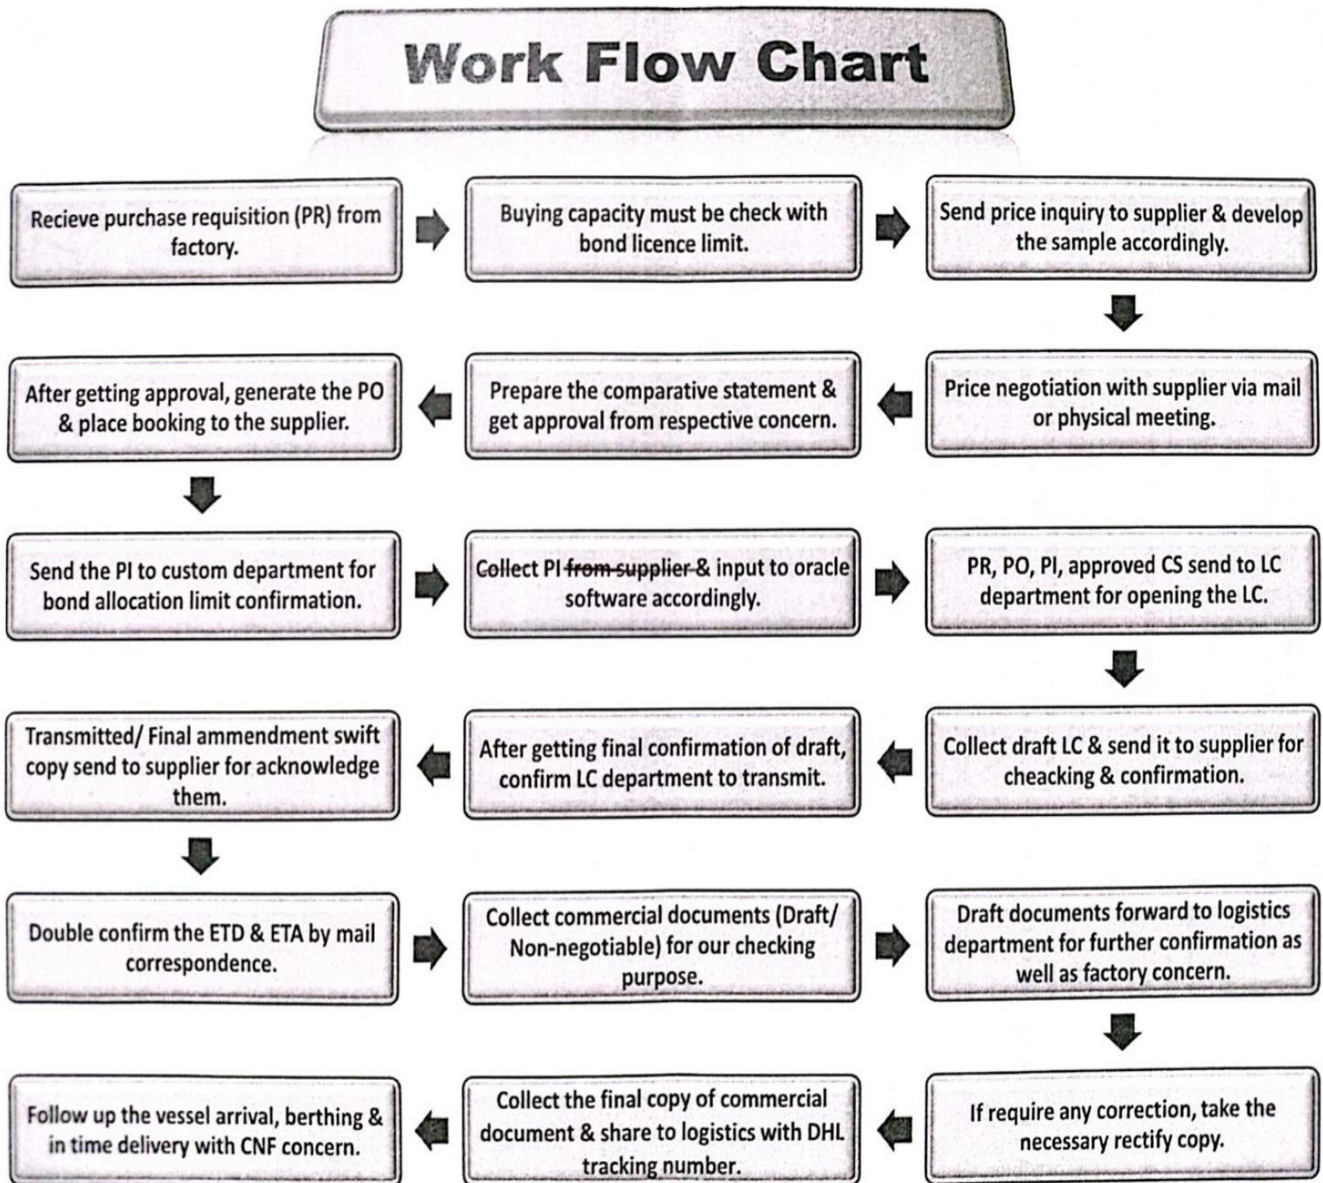 Work Flow Chart
Recieve purchase requisition (PR) from
factory.
Buying capacity must be check with
bond licence limit.
Send price inquiry to supplier & develop
the sample accordingly.
Price negotiation with supplier via mail
or physical meeting.
Prepare the comparative statement &
get approval from respective concern.
After getting approval, generate the PO
& place booking to the supplier.
Send the PI to custom department for
bond allocation limit confirmation.
Collect PI from supplier & input to oracle
software accordingly.
PR, PO, PI, approved CS send to LC
department for opening the LC.
Collect draft LC & send it to supplier for
cheacking & confirmation.
After getting final confirmation of draft,
confirm LC department to transmit.
Transmitted/ Final ammendment swift
copy send to supplier for acknowledge
them.
Double confirm the ETD & ETA by mail
correspondence.
Collect commercial documents (Draft/
Non-negotiable) for our checking
purpose.
Draft documents forward to logistics
department for further confirmation as
well as factory concern.
If require any correction, take the
necessary rectify copy.
Collect the final copy of commercial
document & share to logistics with DHL
tracking number.
Follow up the vessel arrival, berthing &
in time delivery with CNF concern.